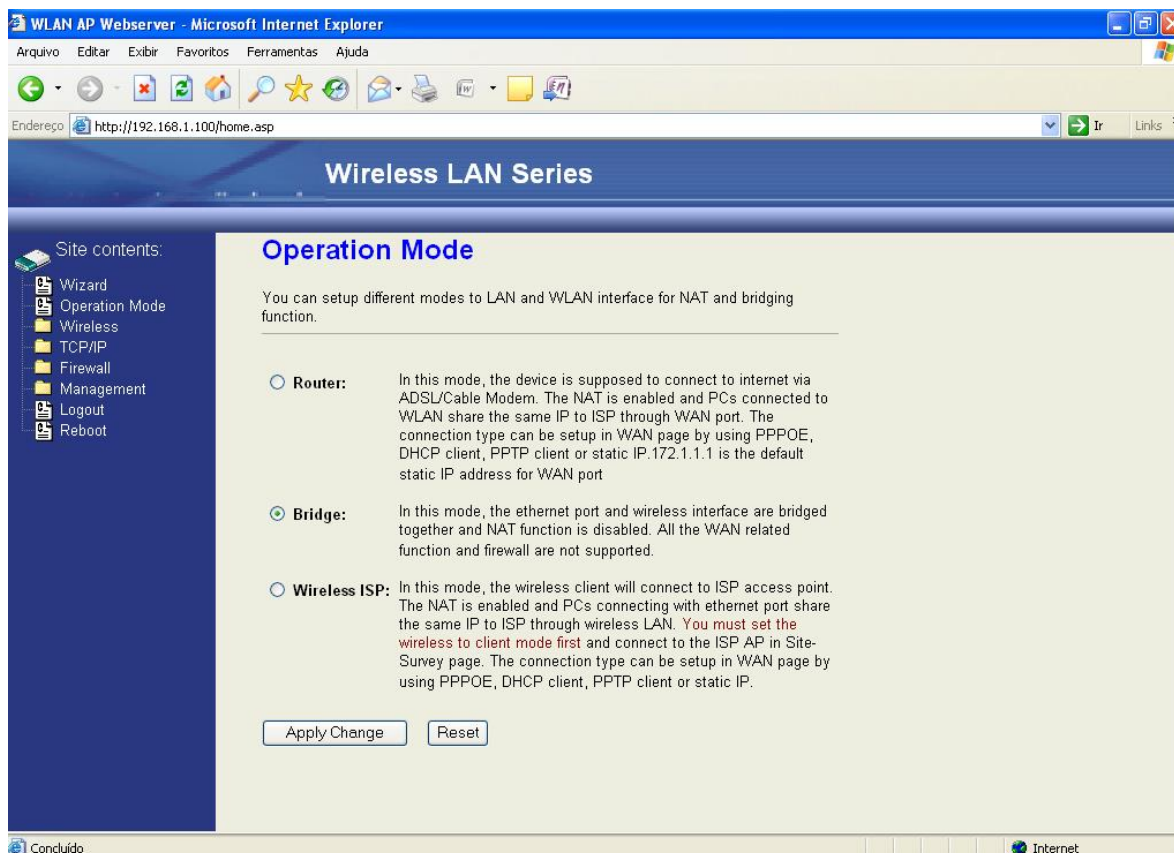 WLAN AP Webserver - Microsoft Internet Explorer
Arquivo Editar Exibir Favoritos Ferramentas Ajuda
Endereço http://192.168.1.100/home.asp Ir Links
Wireless LAN Series
Site contents:
Wizard
Operation Mode
Wireless
TCP/IP
Firewall
Management
Logout
Reboot
Operation Mode
You can setup different modes to LAN and WLAN interface for NAT and bridging
function.
Router: In this mode, the device is supposed to connect to internet via
ADSL/Cable Modem. The NAT is enabled and PCs connected to
WLAN share the same IP to ISP through WAN port. The
connection type can be setup in WAN page by using PPPOE,
DHCP client, PPTP client or static IP.172.1.1.1 is the default
static IP address for WAN port
Bridge: In this mode, the ethernet port and wireless interface are bridged
together and NAT function is disabled. All the WAN related
function and firewall are not supported.
Wireless ISP: In this mode, the wireless client will connect to ISP access point.
The NAT is enabled and PCs connecting with ethernet port share
the same IP to ISP through wireless LAN. You must set the
wireless to client mode first and connect to the ISP AP in Site-
Survey page. The connection type can be setup in WAN page by
using PPPOE, DHCP client, PPTP client or static IP.
Apply Change Reset
Concluído Internet